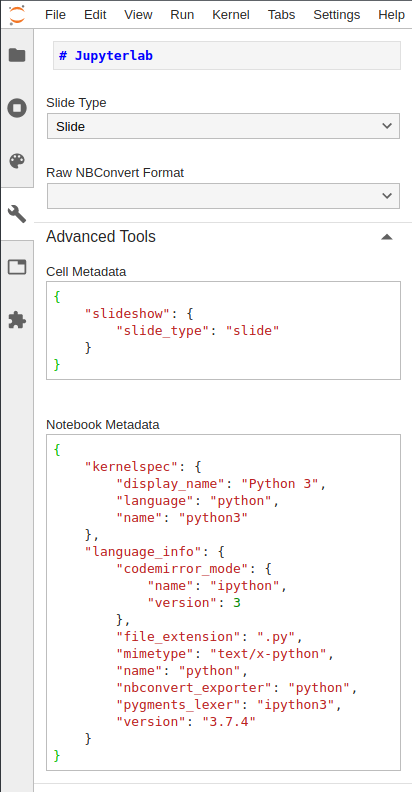 File Edit View Run Kernel Tabs Settings Help
# Jupyterlab
Slide Type
Slide
Raw NBConvert Format
Advanced Tools
Cell Metadata
{
    "slideshow": {
        "slide_type": "slide"
    }
}
Notebook Metadata
{
    "kernelspec": {
        "display_name": "Python 3",
        "language": "python",
        "name": "python3"
    },
    "language_info": {
        "codemirror_mode": {
            "name": "ipython",
            "version": 3
        },
        "file_extension": ".py",
        "mimetype": "text/x-python",
        "name": "python",
        "nbconvert_exporter": "python",
        "pygments_lexer": "ipython3",
        "version": "3.7.4"
    }
}